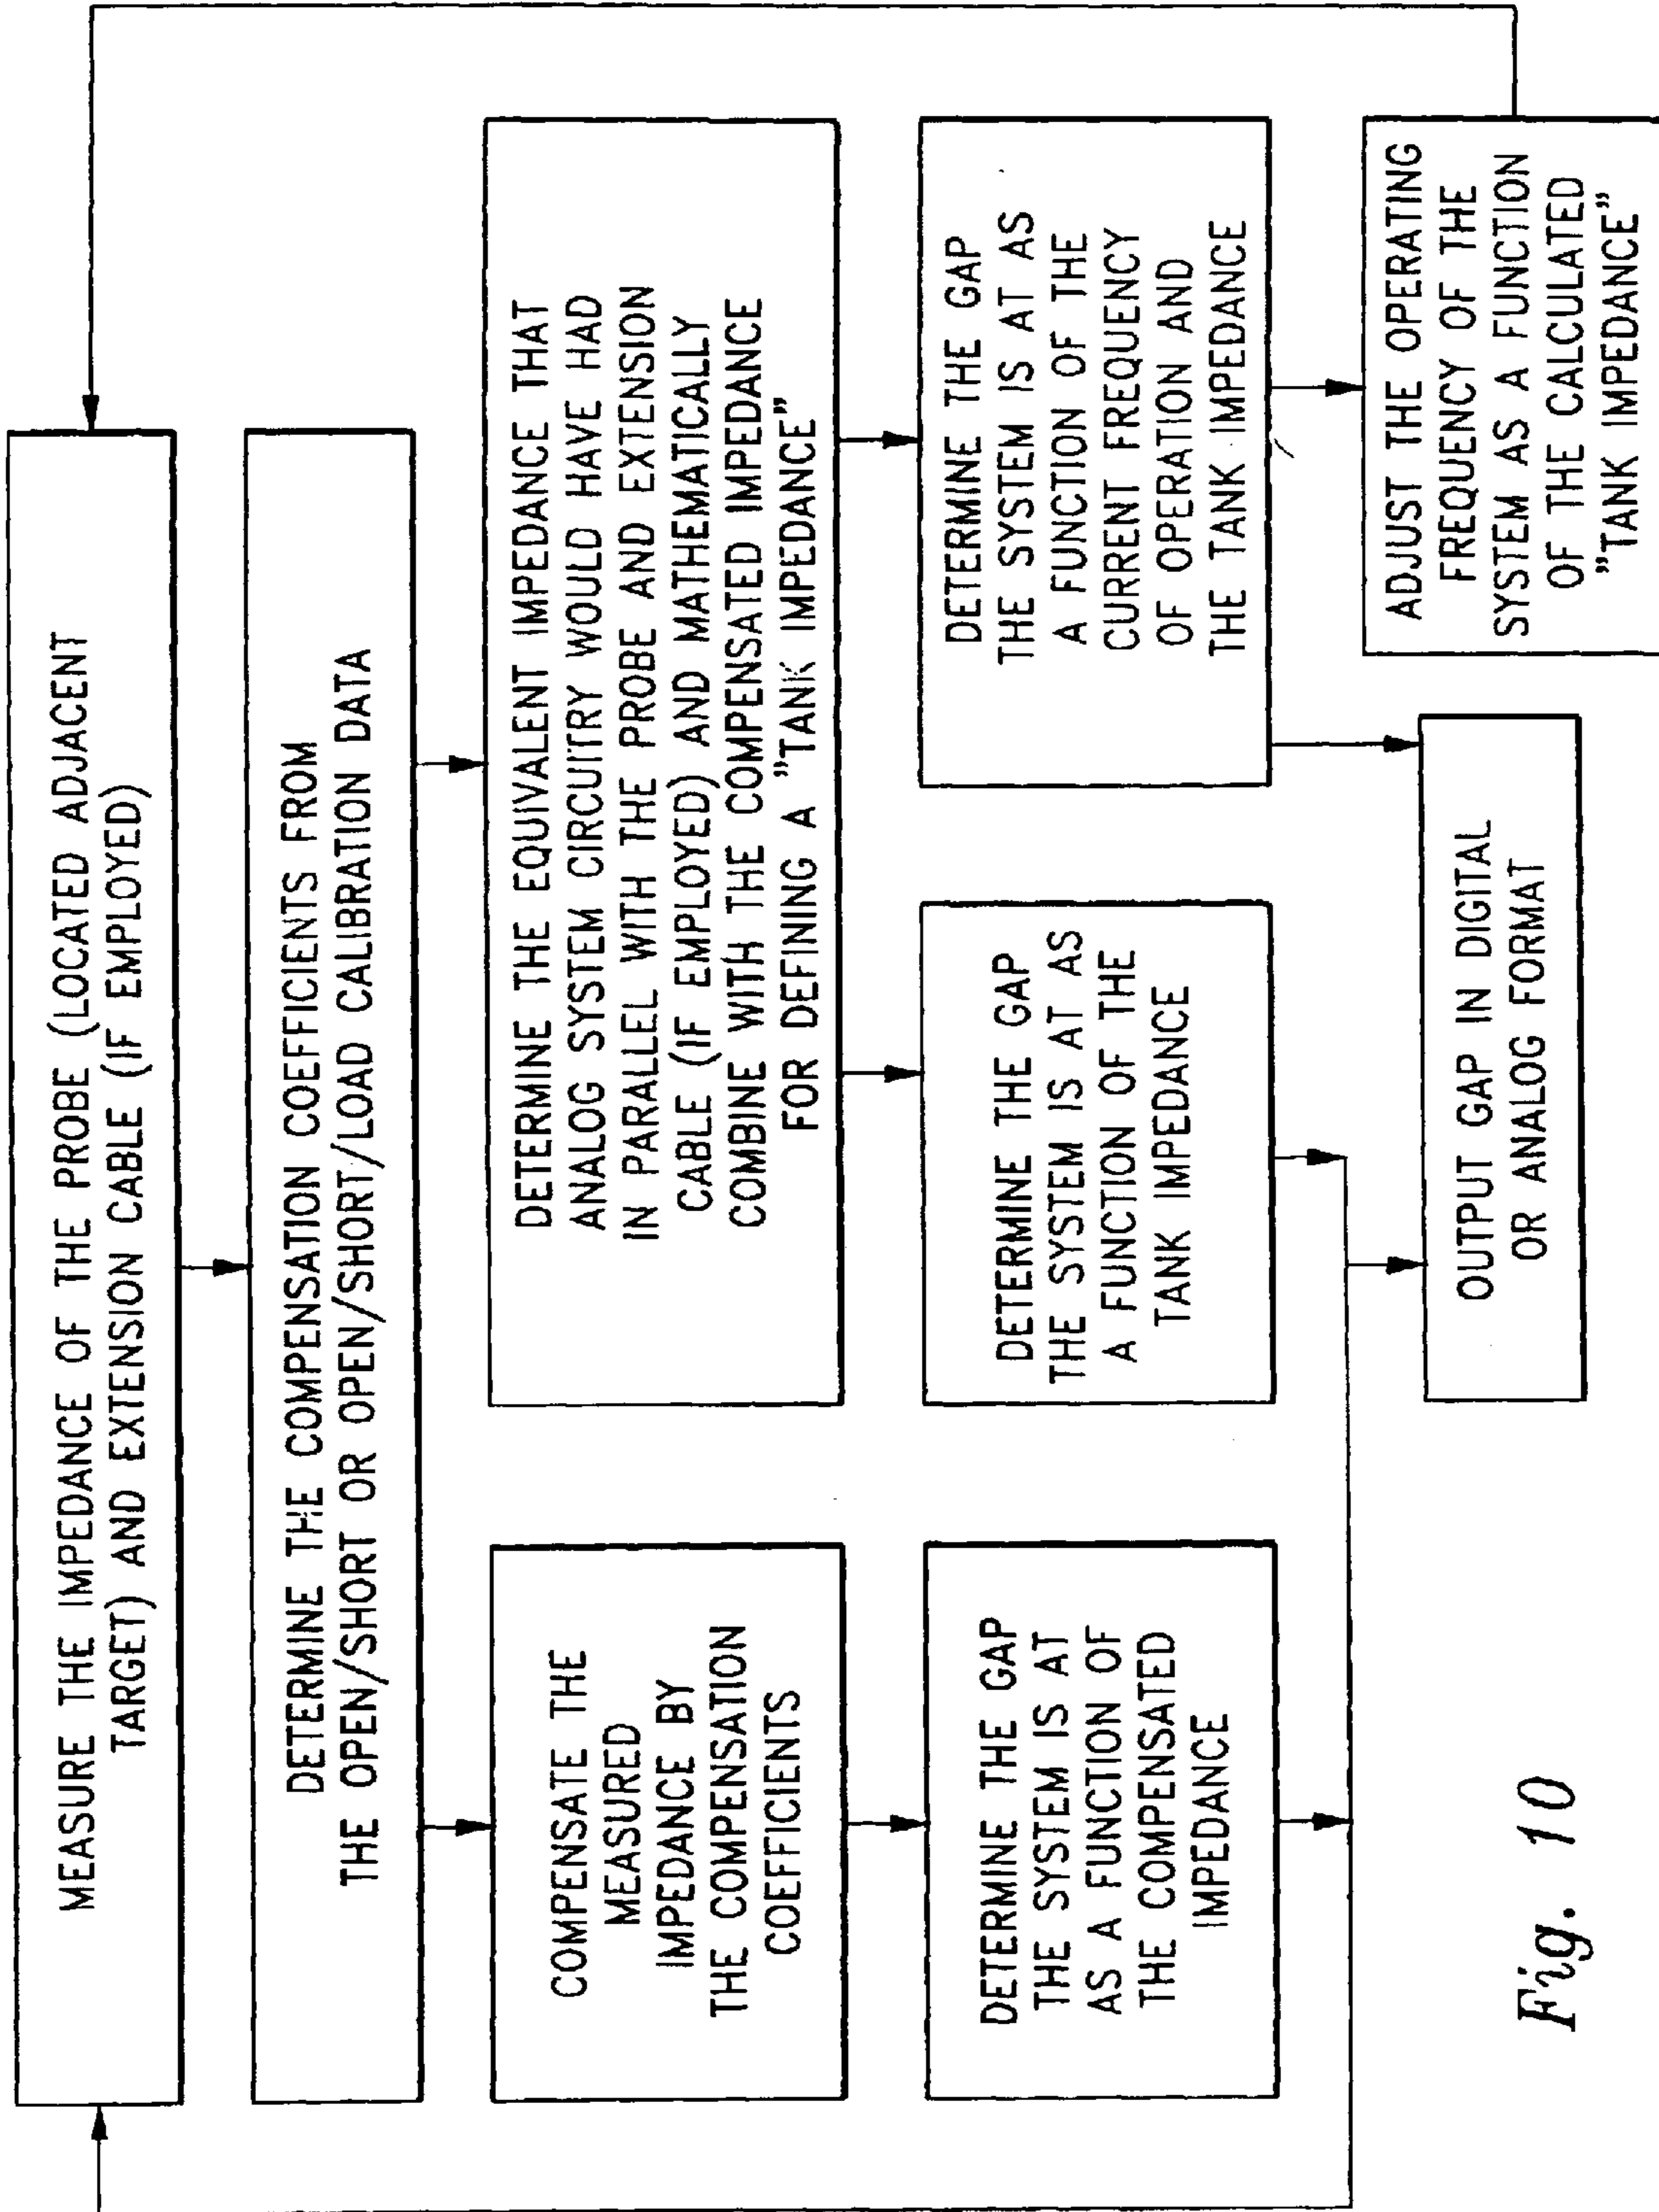 MEASURE THE IMPEDANCE OF THE PROBE (LOCATED ADJACENT
TARGET) AND EXTENSION CABLE (IF EMPLOYED)
DETERMINE THE COMPENSATION COEFFICIENTS FROM
THE OPEN/SHORT OR OPEN/SHORT/LOAD CALIBRATION DATA
COMPENSATE THE
MEASURED
IMPEDANCE BY
THE COMPENSATION
COEFFICIENTS
DETERMINE THE EQUIVALENT IMPEDANCE THAT
ANALOG SYSTEM CIRCUITRY WOULD HAVE HAD
IN PARALLEL WITH THE PROBE AND EXTENSION
CABLE (IF EMPLOYED) AND MATHEMATICALLY
COMBINE WITH THE COMPENSATED IMPEDANCE
FOR DEFINING A "TANK IMPEDANCE"
DETERMINE THE GAP
THE SYSTEM IS AT
AS A FUNCTION OF
THE COMPENSATED
IMPEDANCE
DETERMINE THE GAP
THE SYSTEM IS AT AS
A FUNCTION OF THE
TANK IMPEDANCE
DETERMINE THE GAP
THE SYSTEM IS AT AS
A FUNCTION OF THE
CURRENT FREQUENCY
OF OPERATION AND
THE TANK IMPEDANCE
OUTPUT GAP IN DIGITAL
OR ANALOG FORMAT
ADJUST THE OPERATING
FREQUENCY OF THE
SYSTEM AS A FUNCTION
OF THE CALCULATED
"TANK IMPEDANCE"
Fig. 10